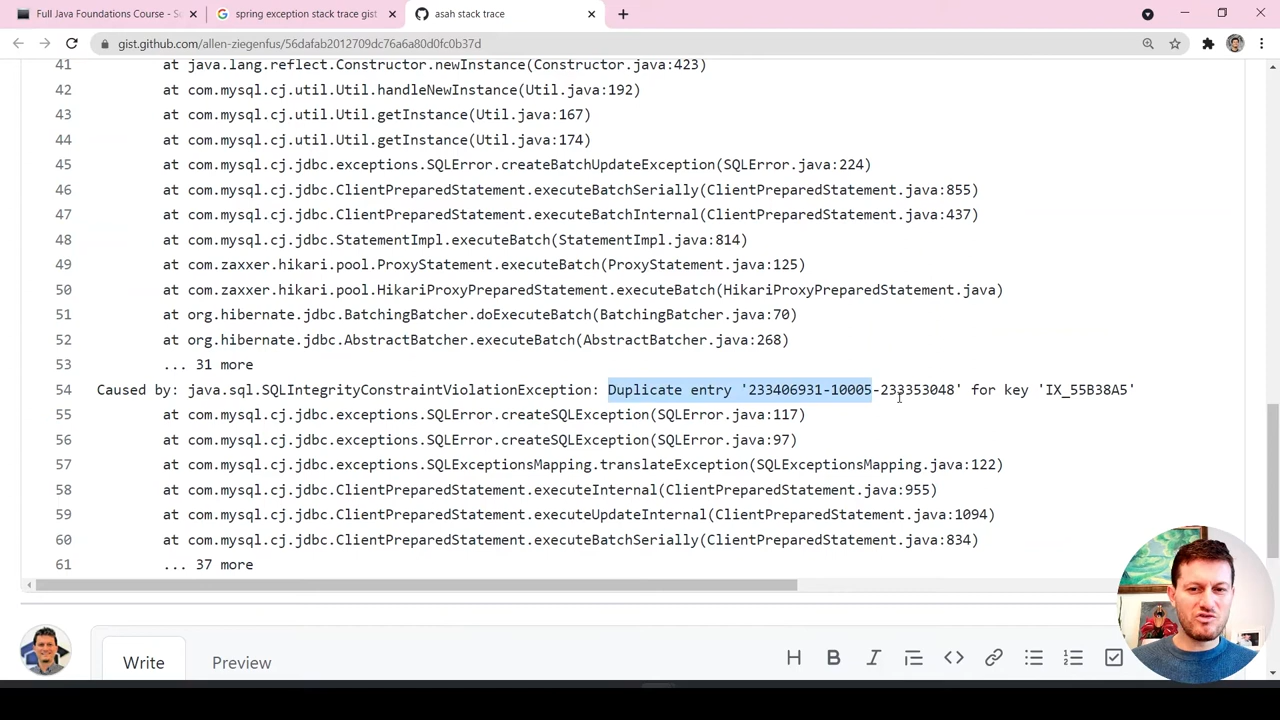 Full Java Foundations Course - Su
spring exception stack trace gist
asah stack trace
gist.github.com/allen-ziegenfus/56dafab2012709dc76a6a80d0fc0b37d
41 at java.lang.reflect.Constructor.newInstance(Constructor.java:423)
42 at com.mysql.cj.util.Util.handleNewInstance(Util.java:192)
43 at com.mysql.cj.util.Util.getInstance(Util.java:167)
44 at com.mysql.cj.util.Util.getInstance(Util.java:174)
45 at com.mysql.cj.jdbc.exceptions.SQLError.createBatchUpdateException(SQLError.java:224)
46 at com.mysql.cj.jdbc.ClientPreparedStatement.executeBatchSerially(ClientPreparedStatement.java:855)
47 at com.mysql.cj.jdbc.ClientPreparedStatement.executeBatchInternal(ClientPreparedStatement.java:437)
48 at com.mysql.cj.jdbc.StatementImpl.executeBatch(StatementImpl.java:814)
49 at com.zaxxer.hikari.pool.ProxyStatement.executeBatch(ProxyStatement.java:125)
50 at com.zaxxer.hikari.pool.HikariProxyPreparedStatement.executeBatch(HikariProxyPreparedStatement.java)
51 at org.hibernate.jdbc.BatchingBatcher.doExecuteBatch(BatchingBatcher.java:70)
52 at org.hibernate.jdbc.AbstractBatcher.executeBatch(AbstractBatcher.java:268)
53 ... 31 more
54 Caused by: java.sql.SQLIntegrityConstraintViolationException: Duplicate entry '233406931-10005-233353048' for key 'IX_55B38A5'
55 at com.mysql.cj.jdbc.exceptions.SQLError.createSQLException(SQLError.java:117)
56 at com.mysql.cj.jdbc.exceptions.SQLError.createSQLException(SQLError.java:97)
57 at com.mysql.cj.jdbc.exceptions.SQLExceptionsMapping.translateException(SQLExceptionsMapping.java:122)
58 at com.mysql.cj.jdbc.ClientPreparedStatement.executeInternal(ClientPreparedStatement.java:955)
59 at com.mysql.cj.jdbc.ClientPreparedStatement.executeUpdateInternal(ClientPreparedStatement.java:1094)
60 at com.mysql.cj.jdbc.ClientPreparedStatement.executeBatchSerially(ClientPreparedStatement.java:834)
61 ... 37 more
Write Preview